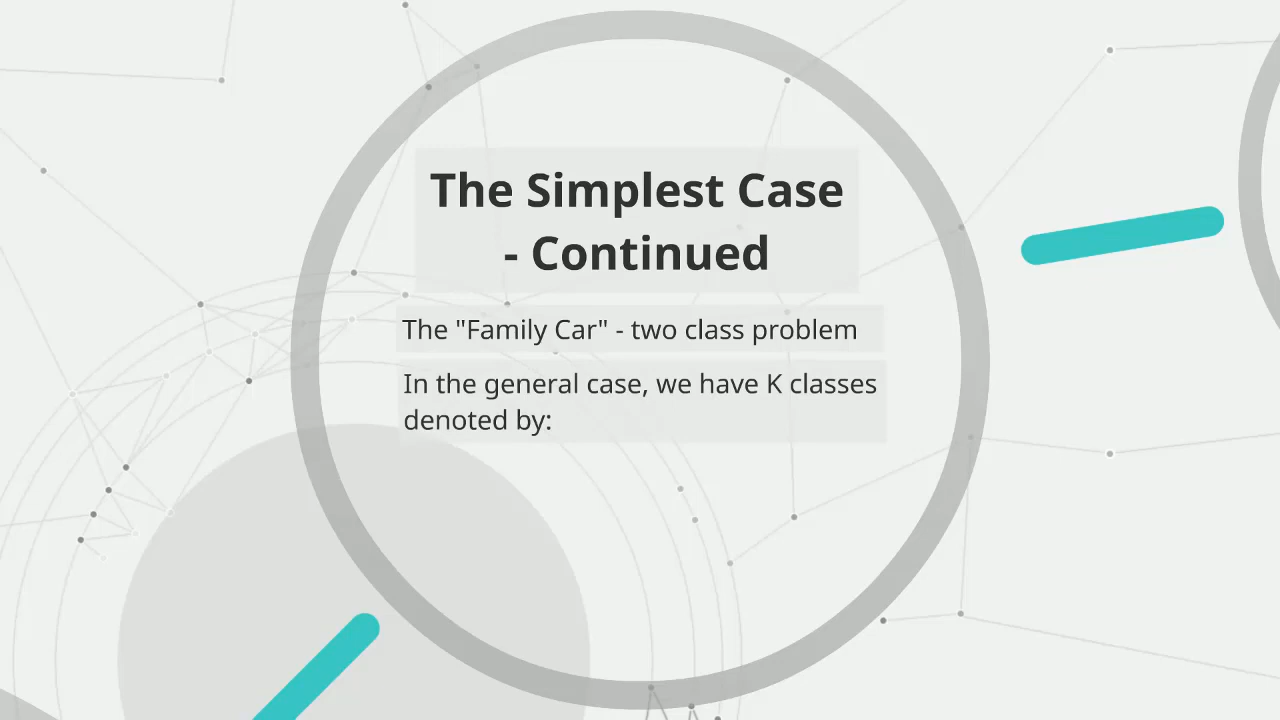 The Simplest Case
- Continued
The "Family Car" - two class problem
In the general case, we have K classes
denoted by: